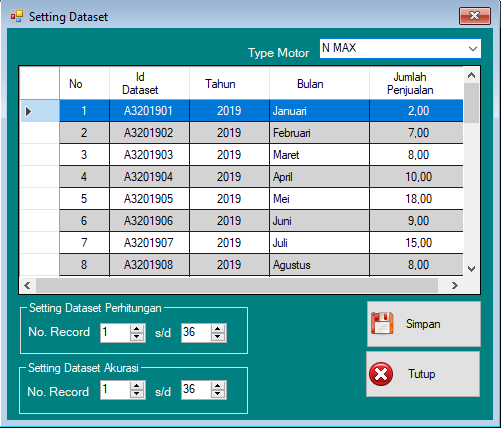 Setting Dataset
Type Motor N MAX
No Id Dataset Tahun Bulan Jumlah Penjualan
1 A3201901 2019 Januari 2,00
2 A3201902 2019 Februari 7,00
3 A3201903 2019 Maret 8,00
4 A3201904 2019 April 10,00
5 A3201905 2019 Mei 18,00
6 A3201906 2019 Juni 9,00
7 A3201907 2019 Juli 15,00
8 A3201908 2019 Agustus 8,00
Setting Dataset Perhitungan
No. Record 1 s/d 36
Simpan
Setting Dataset Akurasi
No. Record 1 s/d 36
Tutup